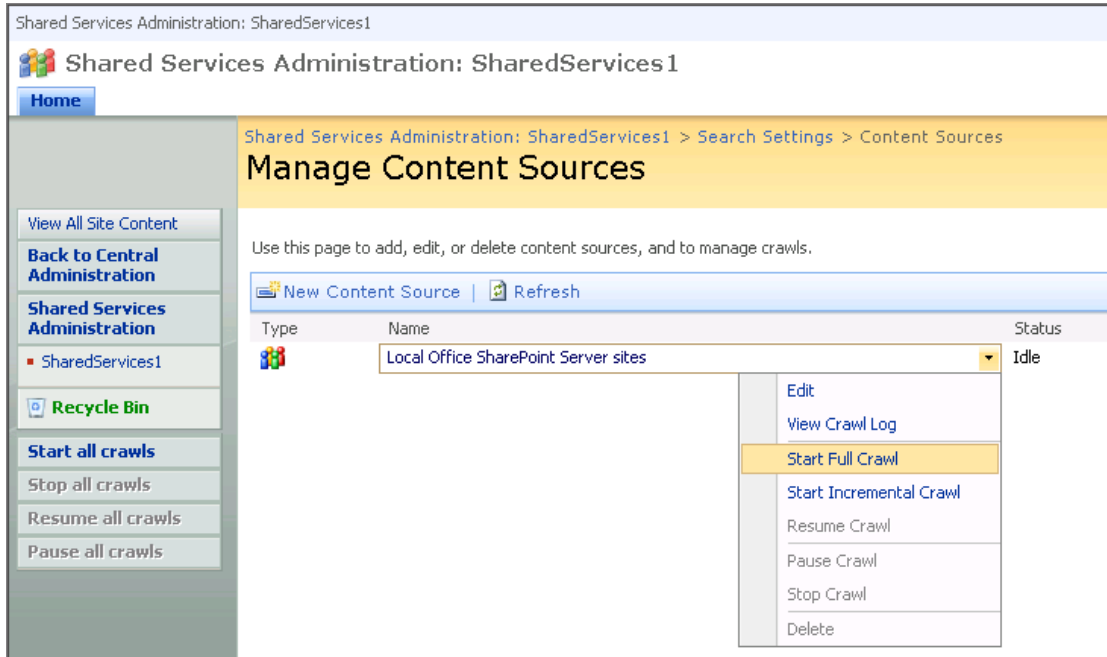 Shared Services Administration: SharedServices1
Shared Services Administration: SharedServices1
Home
Shared Services Administration: SharedServices1 > Search Settings > Content Sources
Manage Content Sources
View All Site Content
Back to Central
Administration
Shared Services
Administration
SharedServices1
Recycle Bin
Start all crawls
Stop all crawls
Resume all crawls
Pause all crawls
Use this page to add, edit, or delete content sources, and to manage crawls.
New Content Source | Refresh
Type Name Status
Local Office SharePoint Server sites Idle
Edit
View Crawl Log
Start Full Crawl
Start Incremental Crawl
Resume Crawl
Pause Crawl
Stop Crawl
Delete